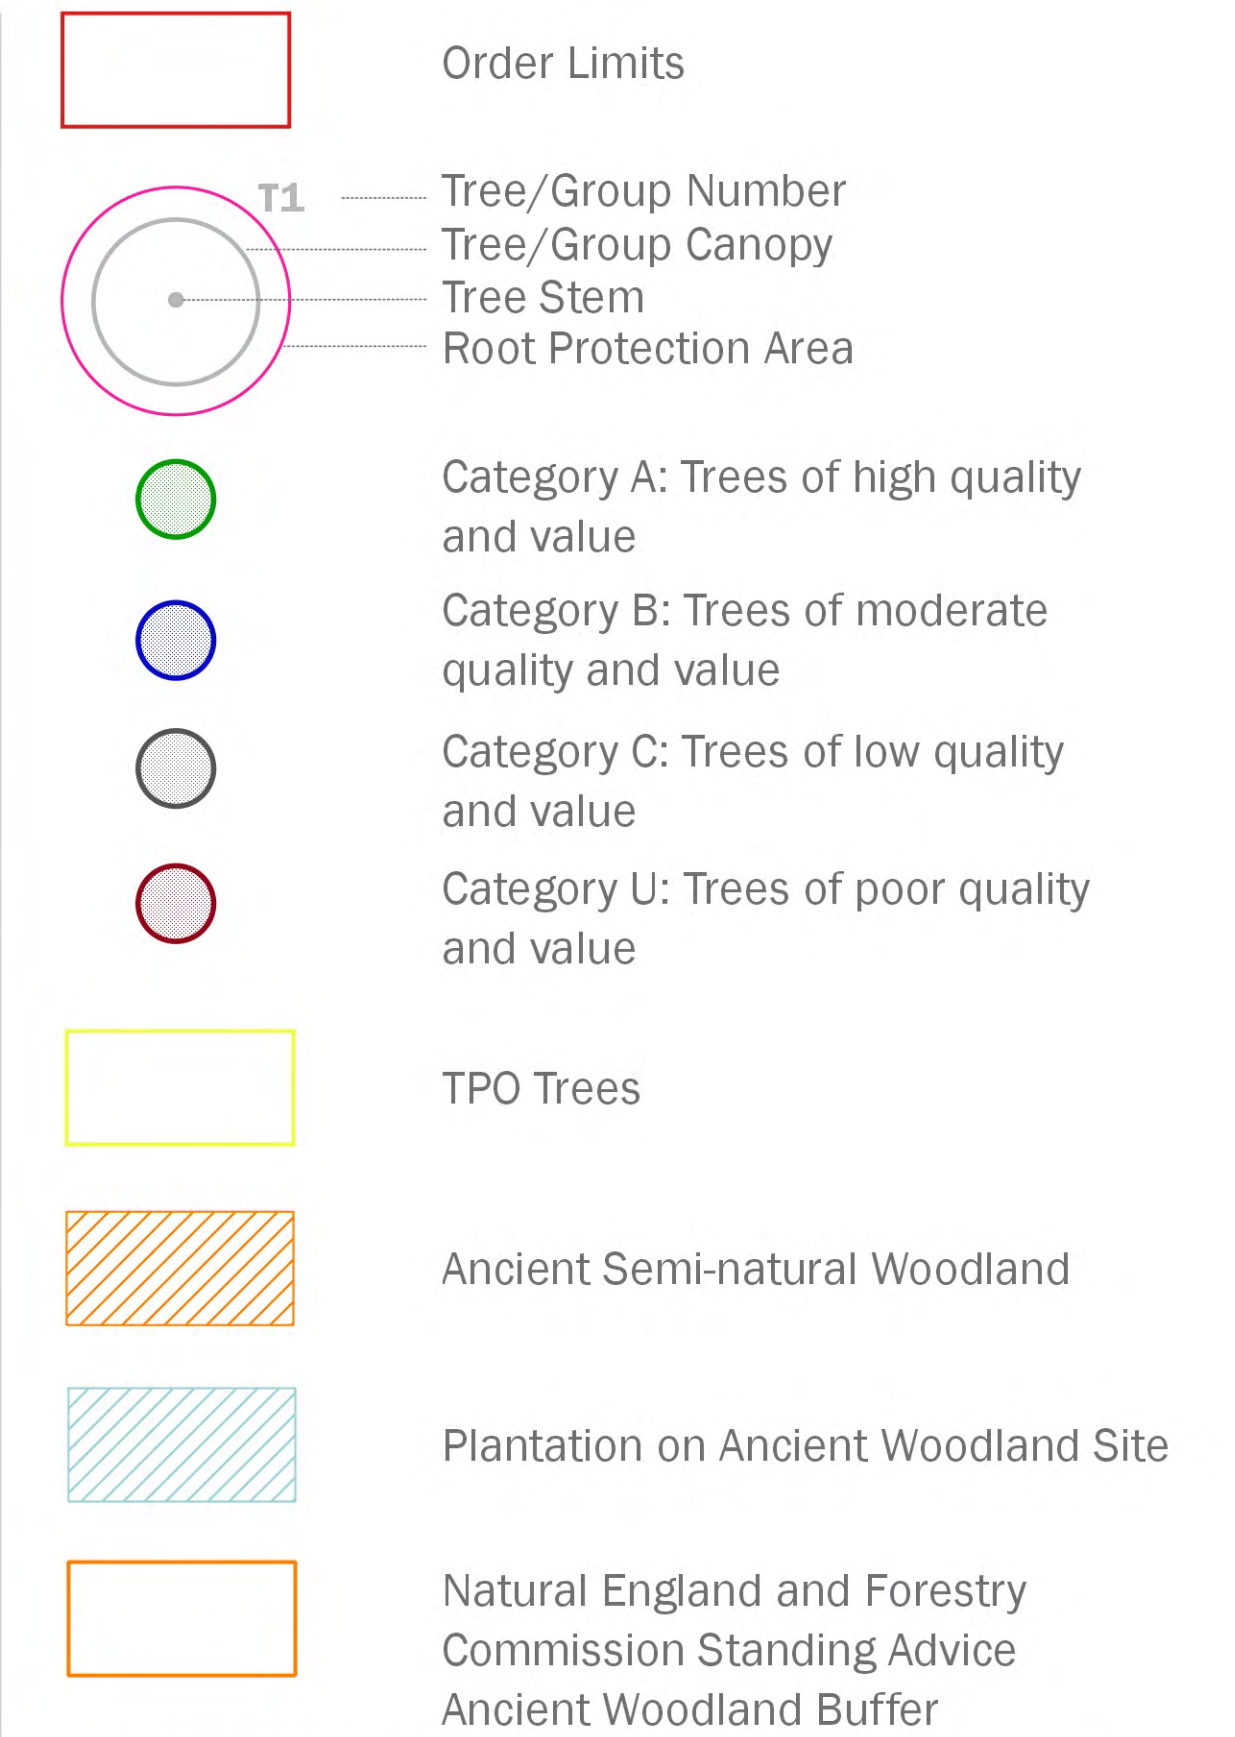 Order Limits
T1
Tree/Group Number
Tree/Group Canopy
Tree Stem
Root Protection Area
Category A: Trees of high quality
and value
Category B: Trees of moderate
quality and value
Category C: Trees of low quality
and value
Category U: Trees of poor quality
and value
TPO Trees
Ancient Semi-natural Woodland
Plantation on Ancient Woodland Site
Natural England and Forestry
Commission Standing Advice
Ancient Woodland Buffer